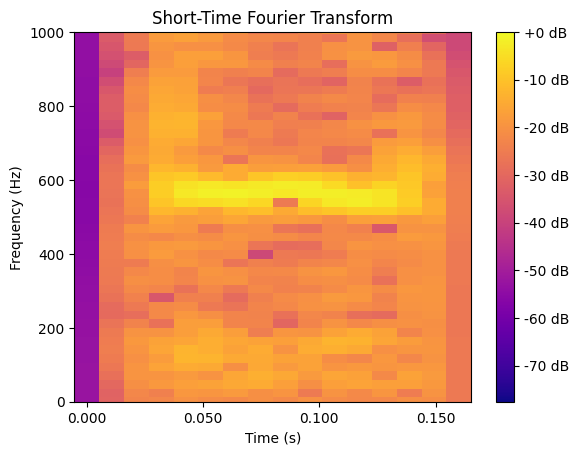 Short-Time Fourier Transform
Frequency (Hz)
1000
800
600
400
200
0
0.000
0.050
0.100
0.150
Time (s)
+0 dB
-10 dB
-20 dB
-30 dB
-40 dB
-50 dB
-60 dB
-70 dB